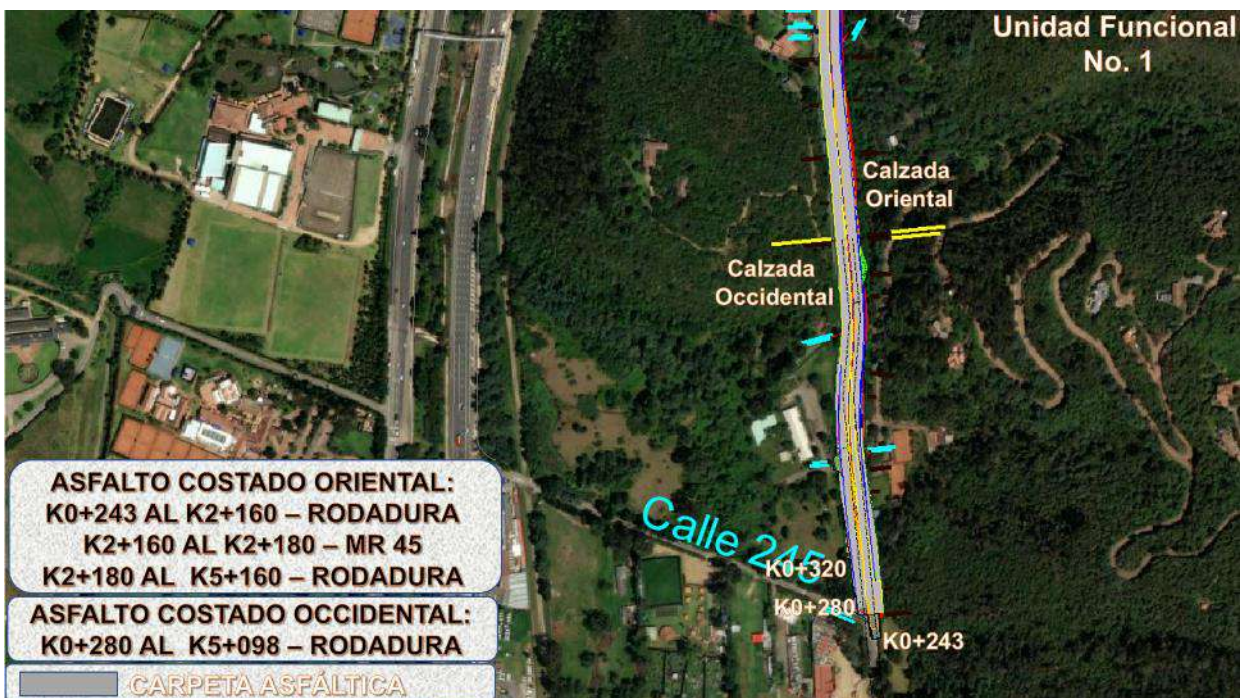 Unidad Funcional
No. 1
Calzada
Oriental
Calzada
Occidental
Calle 245
K0+320
K0+280
K0+243
ASFALTO COSTADO ORIENTAL:
K0+243 AL K2+160 – RODADURA
K2+160 AL K2+180 – MR 45
K2+180 AL K5+160 – RODADURA
ASFALTO COSTADO OCCIDENTAL:
K0+280 AL K5+098 – RODADURA
CARPETA ASFÁLTICA